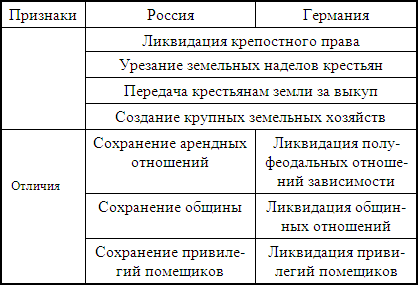 Признаки Россия Германия
Ликвидация крепостного права
Урезание земельных наделов крестьян
Передача крестьянам земли за выкуп
Создание крупных земельных хозяйств
Отличия
Сохранение арендных
отношений
Ликвидация полу-
феодальных отноше-
ний зависимости
Сохранение общины
Ликвидация общин-
ных отношений
Сохранение привиле-
гий помещиков
Ликвидация приви-
легий помещиков